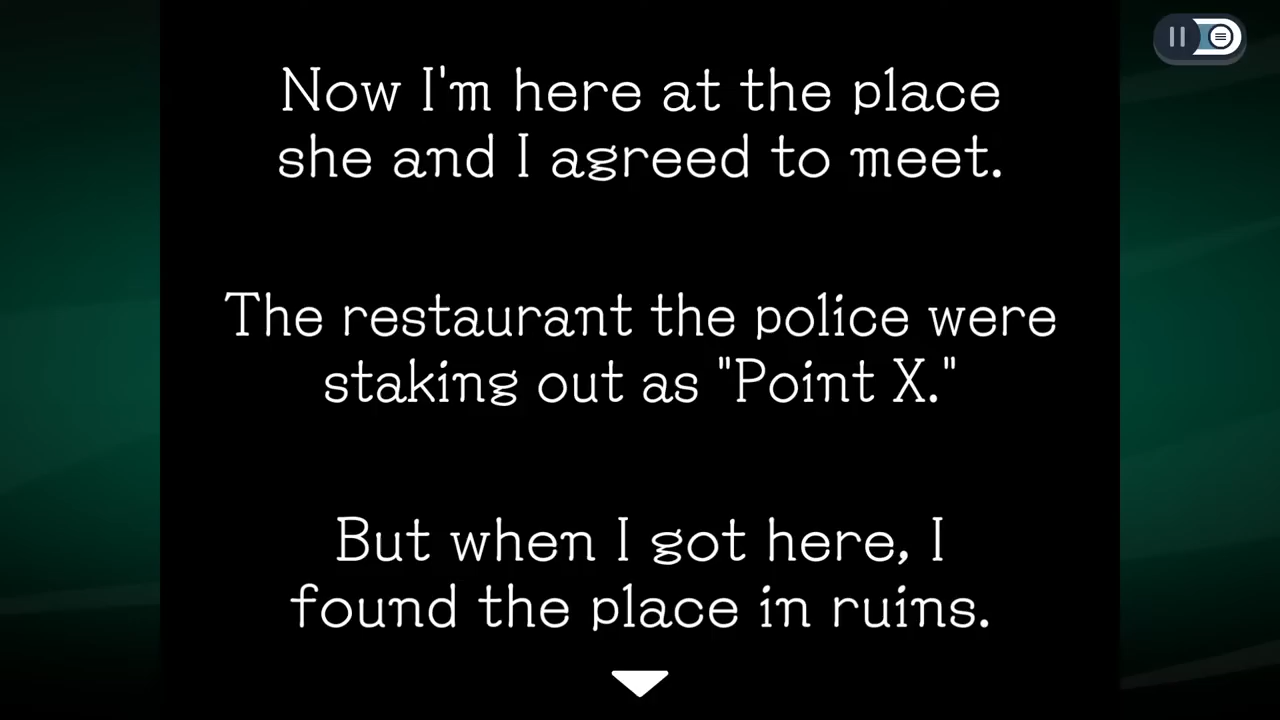 Now I'm here at the place
she and I agreed to meet.
The restaurant the police were
staking out as "Point X."
But when I got here, I
found the place in ruins.